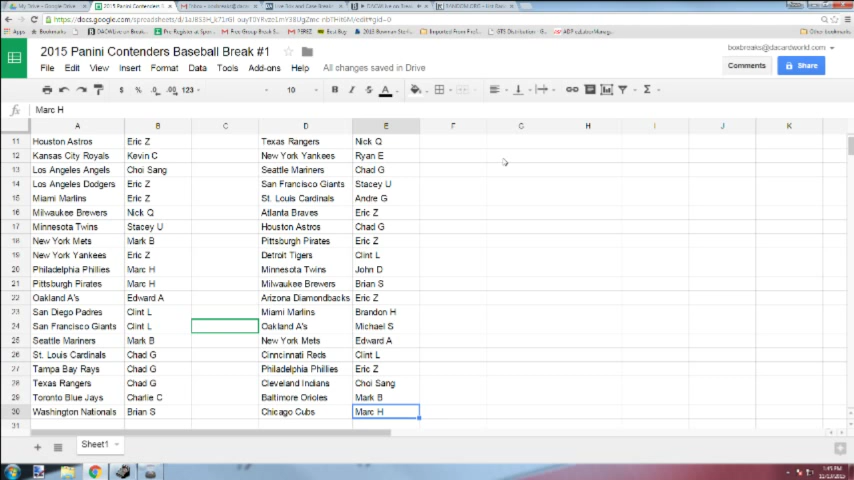 2015 Panini Contenders Baseball Break #1
boxbreaks@dacardworld.com
File Edit View Insert Format Data Tools Add-ons Help All changes saved in Drive
Comments
Share
$ % .0 .00 123
10
B I S A
fx Marc H
A B C D E F G H I J K
11 Houston Astros Eric Z Texas Rangers Nick Q
12 Kansas City Royals Kevin C New York Yankees Ryan E
13 Los Angeles Angels Choi Sang Seattle Mariners Chad G
14 Los Angeles Dodgers Eric Z San Francisco Giants Stacey U
15 Miami Marlins Eric Z St. Louis Cardinals Andre G
16 Milwaukee Brewers Nick Q Atlanta Braves Eric Z
17 Minnesota Twins Stacey U Houston Astros Chad G
18 New York Mets Mark B Pittsburgh Pirates Eric Z
19 New York Yankees Eric Z Detroit Tigers Clint L
20 Philadelphia Phillies Marc H Minnesota Twins John D
21 Pittsburgh Pirates Marc H Milwaukee Brewers Brian S
22 Oakland A's Edward A Arizona Diamondbacks Eric Z
23 San Diego Padres Clint L Miami Marlins Brandon H
24 San Francisco Giants Clint L Oakland A's Michael S
25 Seattle Mariners Mark B New York Mets Edward A
26 St. Louis Cardinals Chad G Cinncinati Reds Clint L
27 Tampa Bay Rays Chad G Philadelphia Phillies Eric Z
28 Texas Rangers Chad G Cleveland Indians Choi Sang
29 Toronto Blue Jays Charlie C Baltimore Orioles Mark B
30 Washington Nationals Brian S Chicago Cubs Marc H
31
Sheet1